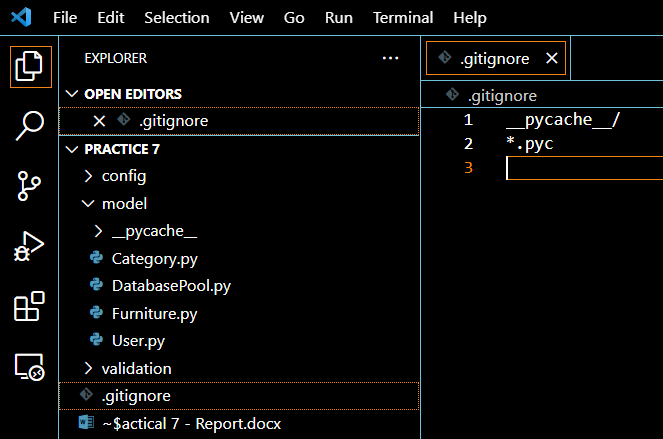 File Edit Selection View Go Run Terminal Help
EXPLORER ...
OPEN EDITORS
.gitignore
PRACTICE 7
config
model
__pycache__
Category.py
DatabasePool.py
Furniture.py
User.py
validation
.gitignore
~$actical 7 - Report.docx
.gitignore
.gitignore
1 __pycache__/
2 *.pyc
3